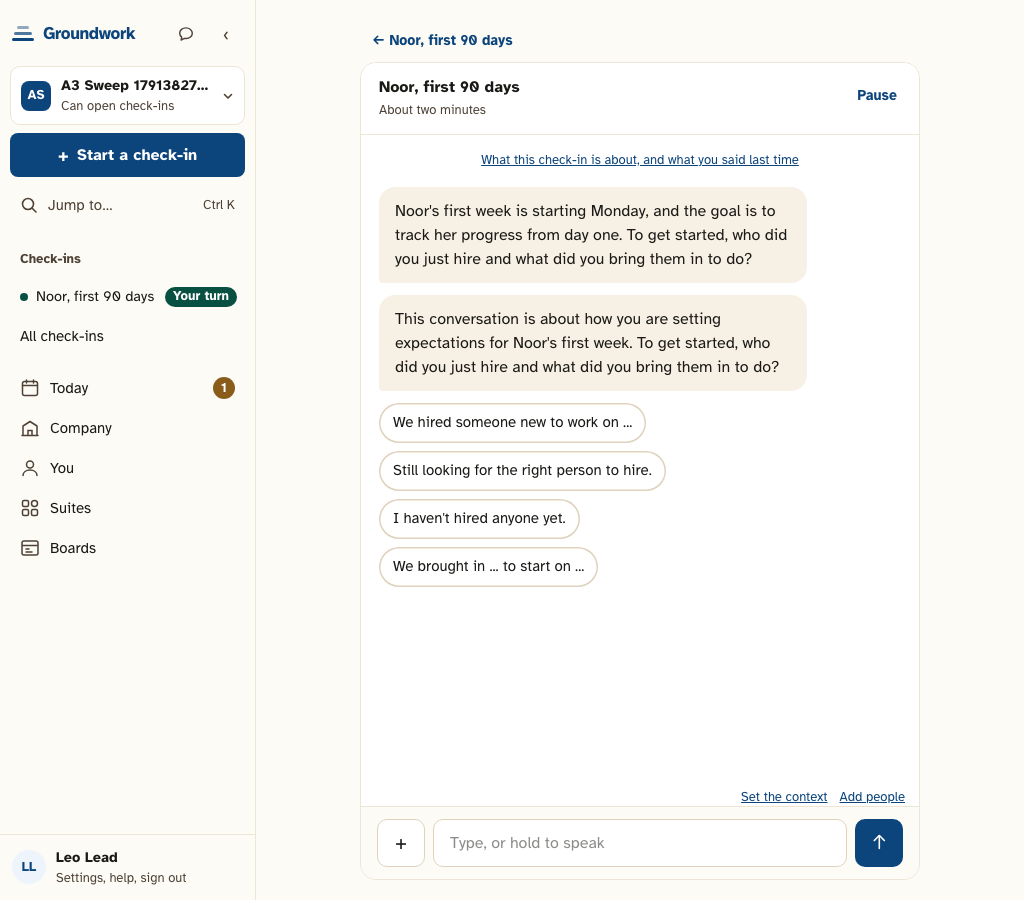 Groundwork
AS
A3 Sweep 17913827...
Can open check-ins
+ Start a check-in
Jump to...
Ctrl K
Check-ins
Noor, first 90 days
Your turn
All check-ins
Today
1
Company
You
Suites
Boards
LL
Leo Lead
Settings, help, sign out
← Noor, first 90 days
Noor, first 90 days
About two minutes
Pause
What this check-in is about, and what you said last time
Noor's first week is starting Monday, and the goal is to
track her progress from day one. To get started, who did
you just hire and what did you bring them in to do?
This conversation is about how you are setting
expectations for Noor's first week. To get started, who
did you just hire and what did you bring them in to do?
We hired someone new to work on ...
Still looking for the right person to hire.
I haven't hired anyone yet.
We brought in ... to start on ...
Set the context
Add people
+
Type, or hold to speak
↑